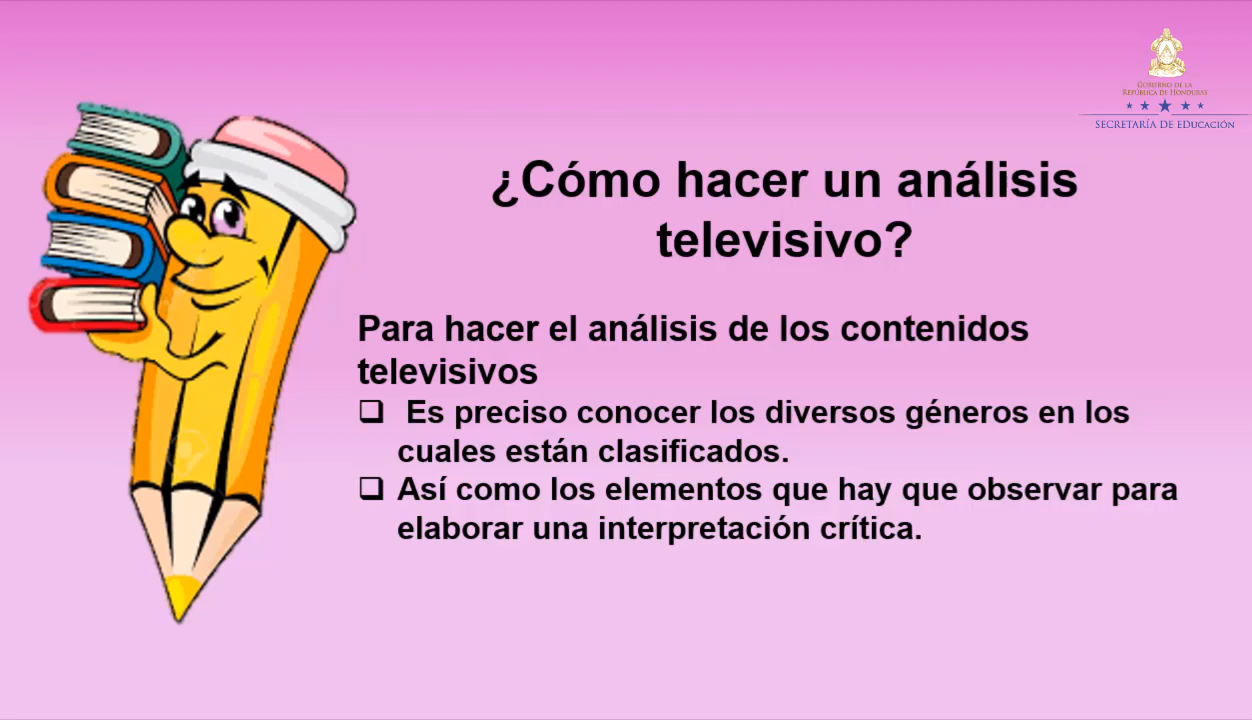 GOBIERNO DE LA
REPÚBLICA DE HONDURAS
SECRETARÍA DE EDUCACIÓN
¿Cómo hacer un análisis
televisivo?
Para hacer el análisis de los contenidos
televisivos
❑ Es preciso conocer los diversos géneros en los
cuales están clasificados.
❑ Así como los elementos que hay que observar para
elaborar una interpretación crítica.